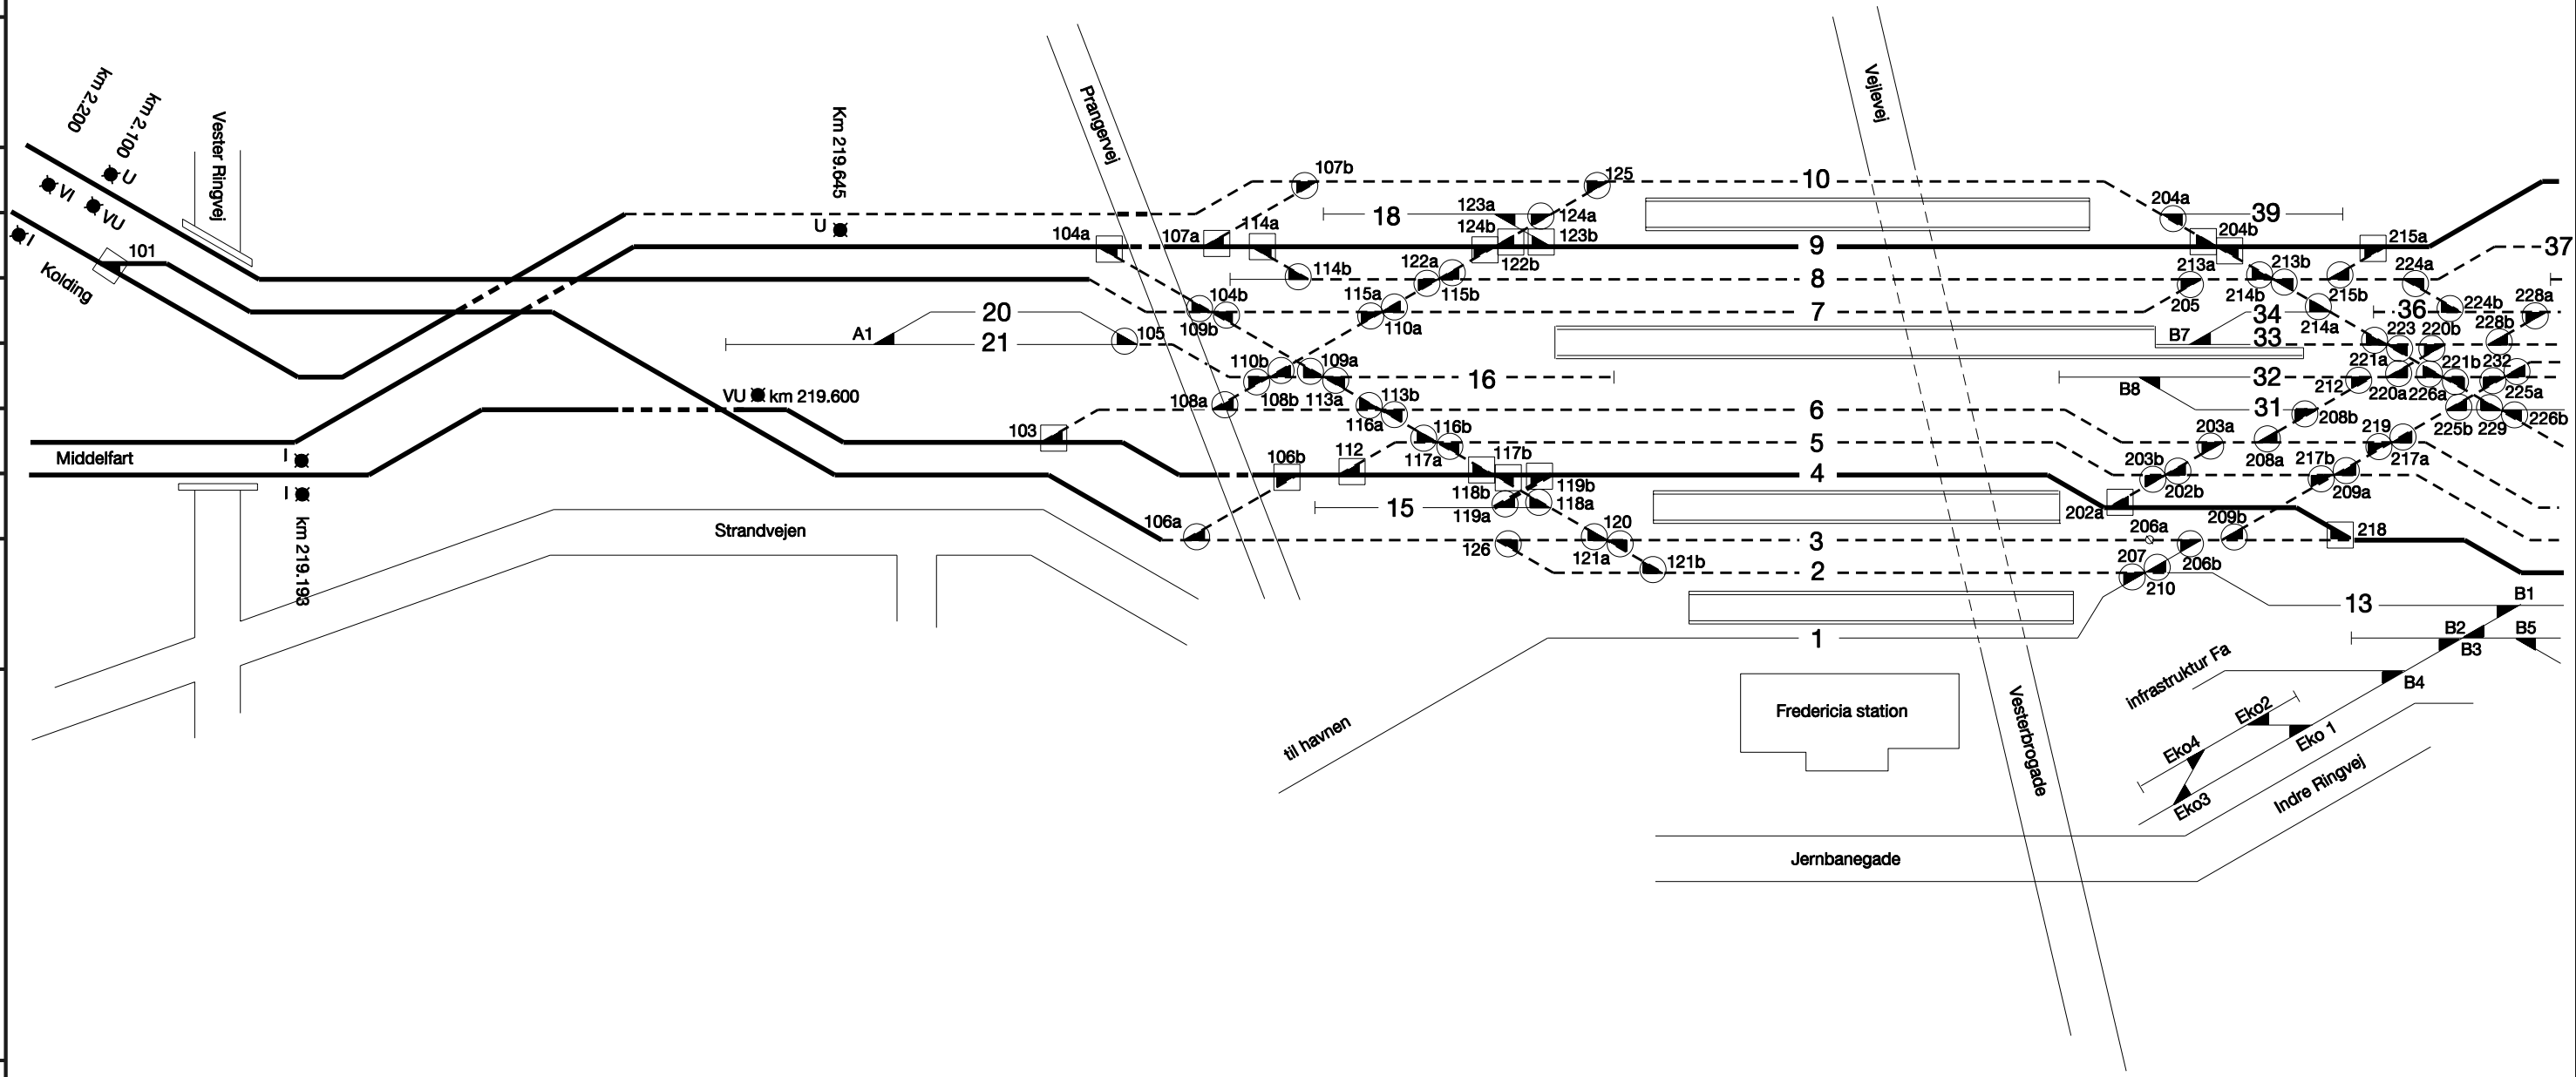 km 2.200
km 2.100
U
VI
VU
I
Kolding
101
Vester Ringvej
Km 219.645
U
Prangervej
Vejlevej
107b
125
10
18
123a
124a
204a
39
104a
107a
114a
124b
123b
122b
9
204b
215a
37
114b
122a
115b
8
213a
205
213b
214b
215b
224a
20
104b
109b
115a
110a
7
34
214a
36
224b
228a
A1
21
105
B7
33
223
220b
228b
110b
109a
108b
113a
16
221a
221b
232
B8
32
212
220a
226a
225a
VU
km 219.600
108a
113b
116a
6
31
208b
225b
229
226b
103
116b
117a
5
203a
208a
219
217a
Middelfart
I
I
km 219.193
106b
112
117b
118b
119b
4
203b
202b
217b
209a
15
119a
118a
202a
Strandvejen
106a
126
120
121a
3
206a
209b
218
121b
2
207
206b
210
13
B1
1
B2
B3
B5
B4
infrastruktur Fa
til havnen
Fredericia station
Vesterbrogade
Eko2
Eko 1
Eko4
Eko3
Indre Ringvej
Jernbanegade